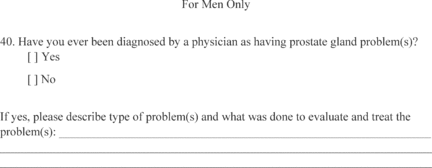 For Men Only
40. Have you ever been diagnosed by a physician as having prostate gland problem(s)?
[ ] Yes
[ ] No
If yes, please describe type of problem(s) and what was done to evaluate and treat the
problem(s):